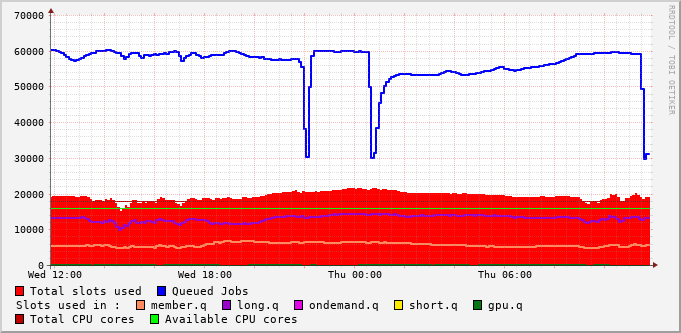 70000
60000
50000
40000
30000
20000
10000
0
Wed 12:00 Wed 18:00 Thu 00:00 Thu 06:00
RRDTOOL / TOBI OETIKER
Total slots used Queued Jobs
Slots used in : member.q long.q ondemand.q short.q gpu.q
Total CPU cores Available CPU cores